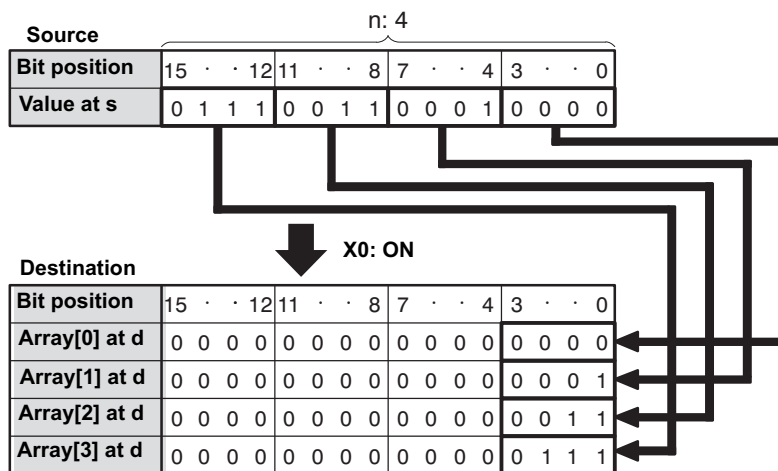 n: 4
Source
Bit position 15 · · 12 11 · · 8 7 · · 4 3 · · 0
Value at s 0 1 1 1 0 0 1 1 0 0 0 1 0 0 0 0
X0: ON
Destination
Bit position 15 · · 12 11 · · 8 7 · · 4 3 · · 0
Array[0] at d 0 0 0 0 0 0 0 0 0 0 0 0 0 0 0 0
Array[1] at d 0 0 0 0 0 0 0 0 0 0 0 0 0 0 0 1
Array[2] at d 0 0 0 0 0 0 0 0 0 0 0 0 0 0 1 1
Array[3] at d 0 0 0 0 0 0 0 0 0 0 0 0 0 1 1 1